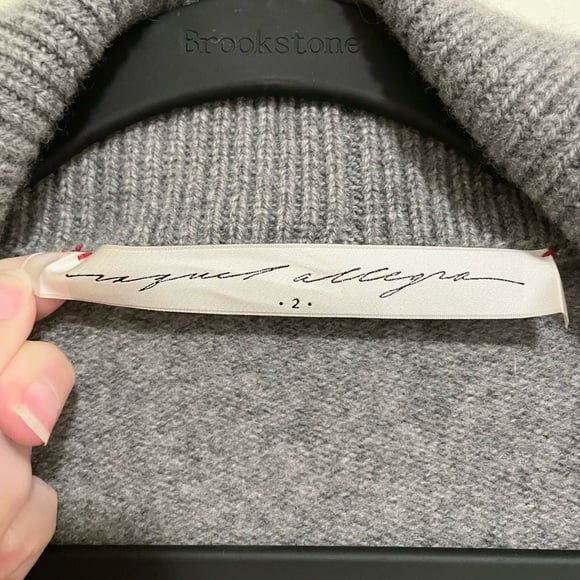 Brookstone
raquel allegra
• 2 •